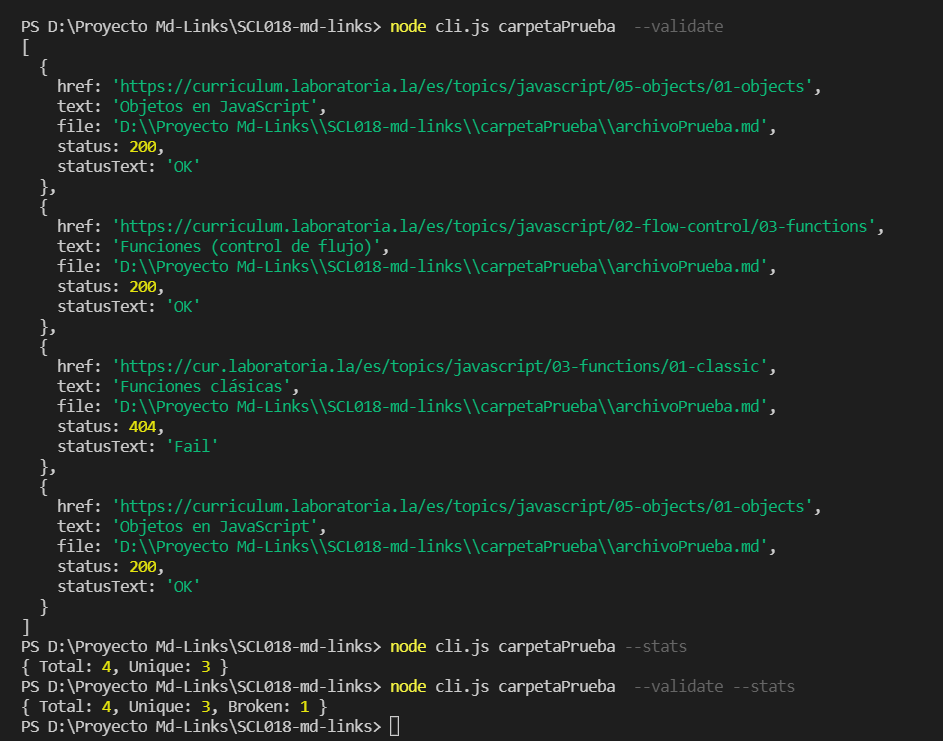 PS D:\Proyecto Md-Links\SCL018-md-links> node cli.js carpetaPrueba  --validate
[
  {
    href: 'https://curriculum.laboratoria.la/es/topics/javascript/05-objects/01-objects',
    text: 'Objetos en JavaScript',
    file: 'D:\\Proyecto Md-Links\\SCL018-md-links\\carpetaPrueba\\archivoPrueba.md',
    status: 200,
    statusText: 'OK'
  },
  {
    href: 'https://curriculum.laboratoria.la/es/topics/javascript/02-flow-control/03-functions',
    text: 'Funciones (control de flujo)',
    file: 'D:\\Proyecto Md-Links\\SCL018-md-links\\carpetaPrueba\\archivoPrueba.md',
    status: 200,
    statusText: 'OK'
  },
  {
    href: 'https://cur.laboratoria.la/es/topics/javascript/03-functions/01-classic',
    text: 'Funciones clásicas',
    file: 'D:\\Proyecto Md-Links\\SCL018-md-links\\carpetaPrueba\\archivoPrueba.md',
    status: 404,
    statusText: 'Fail'
  },
  {
    href: 'https://curriculum.laboratoria.la/es/topics/javascript/05-objects/01-objects',
    text: 'Objetos en JavaScript',
    file: 'D:\\Proyecto Md-Links\\SCL018-md-links\\carpetaPrueba\\archivoPrueba.md',
    status: 200,
    statusText: 'OK'
  }
]
PS D:\Proyecto Md-Links\SCL018-md-links> node cli.js carpetaPrueba --stats
{ Total: 4, Unique: 3 }
PS D:\Proyecto Md-Links\SCL018-md-links> node cli.js carpetaPrueba  --validate --stats
{ Total: 4, Unique: 3, Broken: 1 }
PS D:\Proyecto Md-Links\SCL018-md-links>